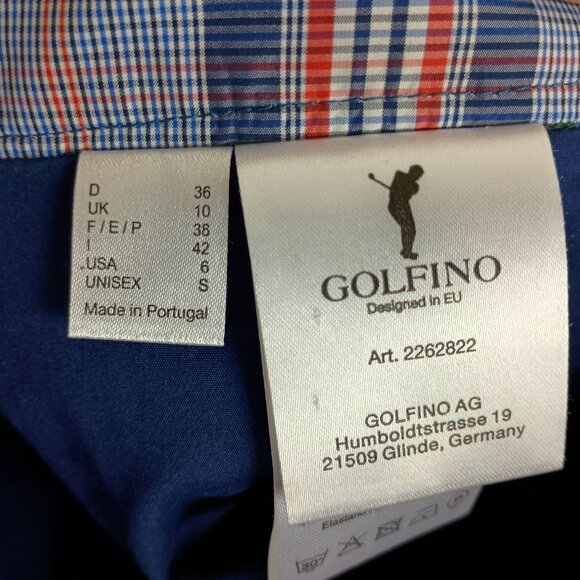 D 36
UK 10
F / E / P 38
I 42
USA 6
UNISEX S
Made in Portugal
GOLFINO
Designed in EU
Art. 2262822
GOLFINO AG
Humboldtstrasse 19
21509 Glinde, Germany